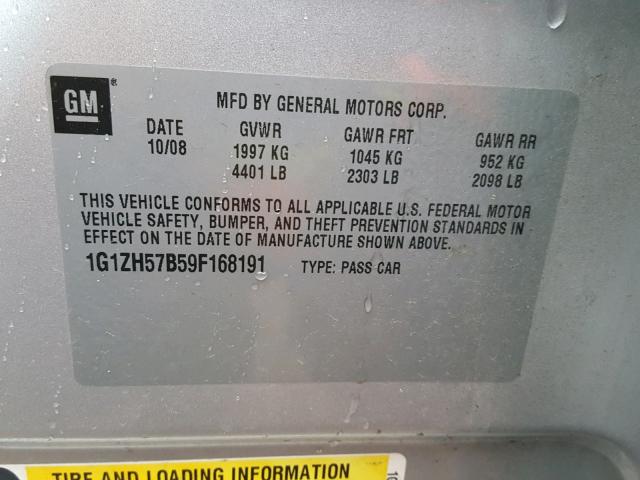 GM ®
MFD BY GENERAL MOTORS CORP.
DATE GVWR GAWR FRT GAWR RR
10/08 1997 KG 1045 KG 952 KG
4401 LB 2303 LB 2098 LB
THIS VEHICLE CONFORMS TO ALL APPLICABLE U.S. FEDERAL MOTOR
VEHICLE SAFETY, BUMPER, AND THEFT PREVENTION STANDARDS IN
EFFECT ON THE DATE OF MANUFACTURE SHOWN ABOVE.
1G1ZH57B59F168191 TYPE: PASS CAR
TIRE AND LOADING INFORMATION